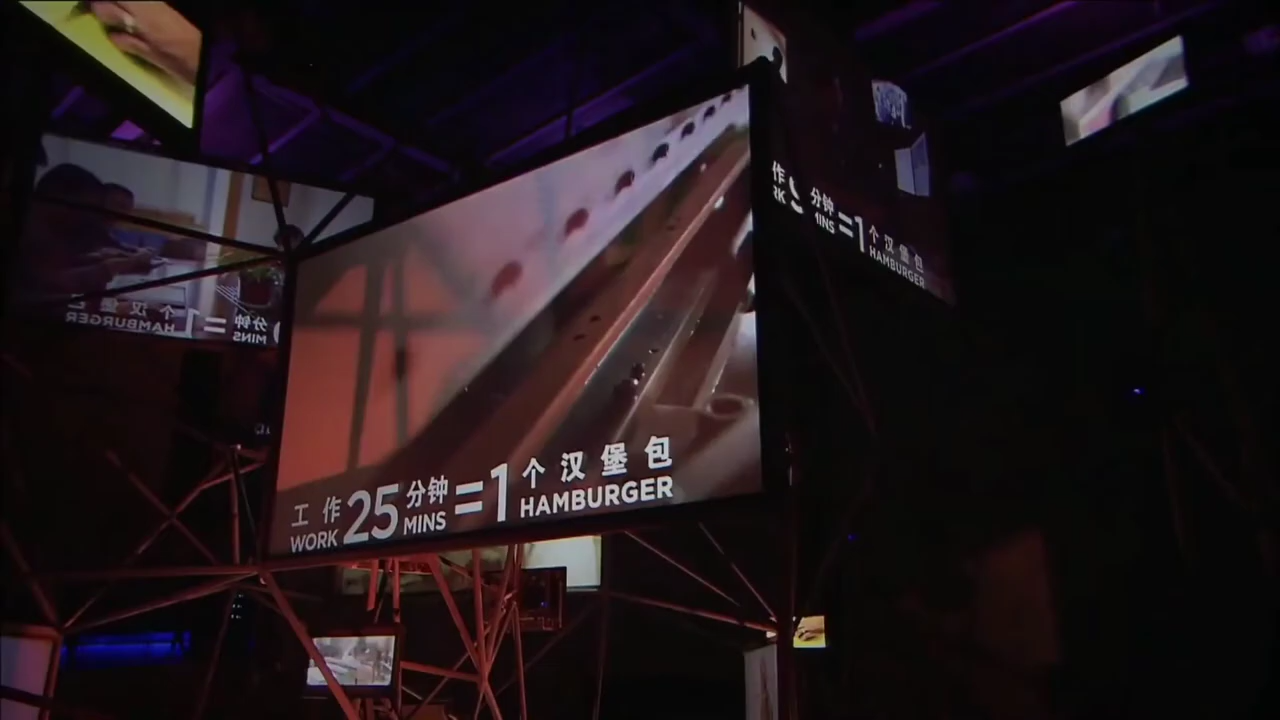 工作 25 分钟 = 1 个汉堡包
WORK MINS HAMBURGER
作 分钟 = 1 个汉堡包
MINS HAMBURGER
分钟 = 1 个汉堡包
MINS HAMBURGER